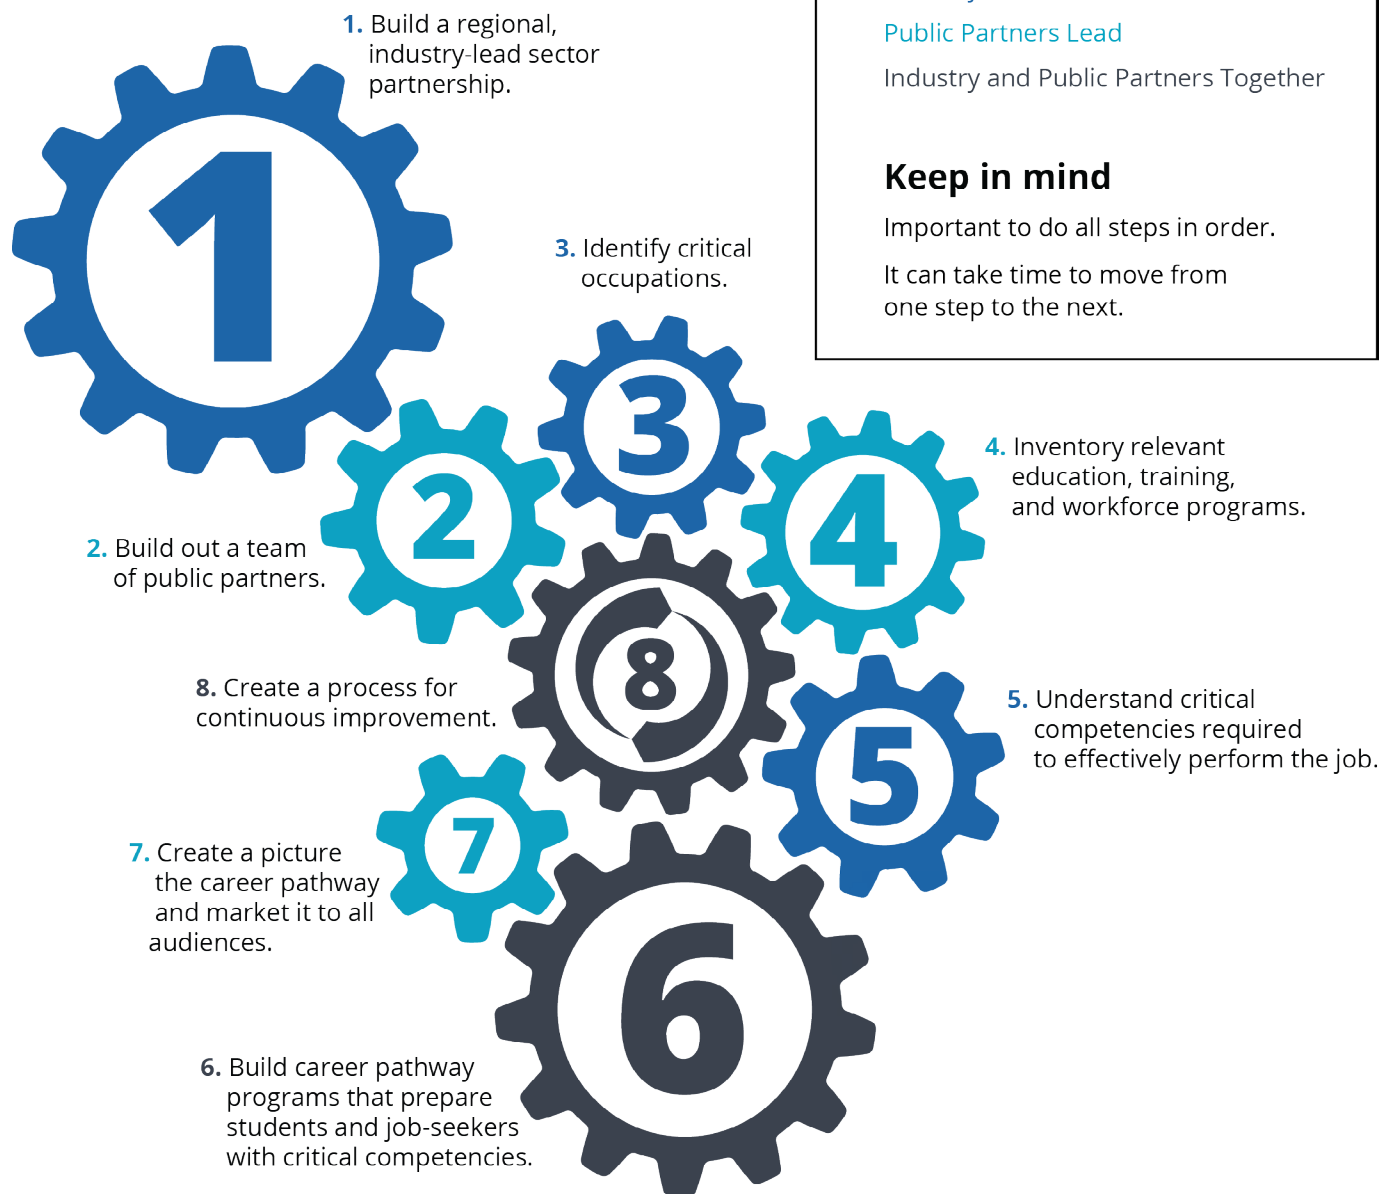 1. Build a regional,
industry-lead sector
partnership.
Public Partners Lead
Industry and Public Partners Together
Keep in mind
Important to do all steps in order.
It can take time to move from
one step to the next.
1
3. Identify critical
occupations.
3
2
4
4. Inventory relevant
education, training,
and workforce programs.
2. Build out a team
of public partners.
8
8. Create a process for
continuous improvement.
5
5. Understand critical
competencies required
to effectively perform the job.
7
7. Create a picture
the career pathway
and market it to all
audiences.
6
6. Build career pathway
programs that prepare
students and job-seekers
with critical competencies.